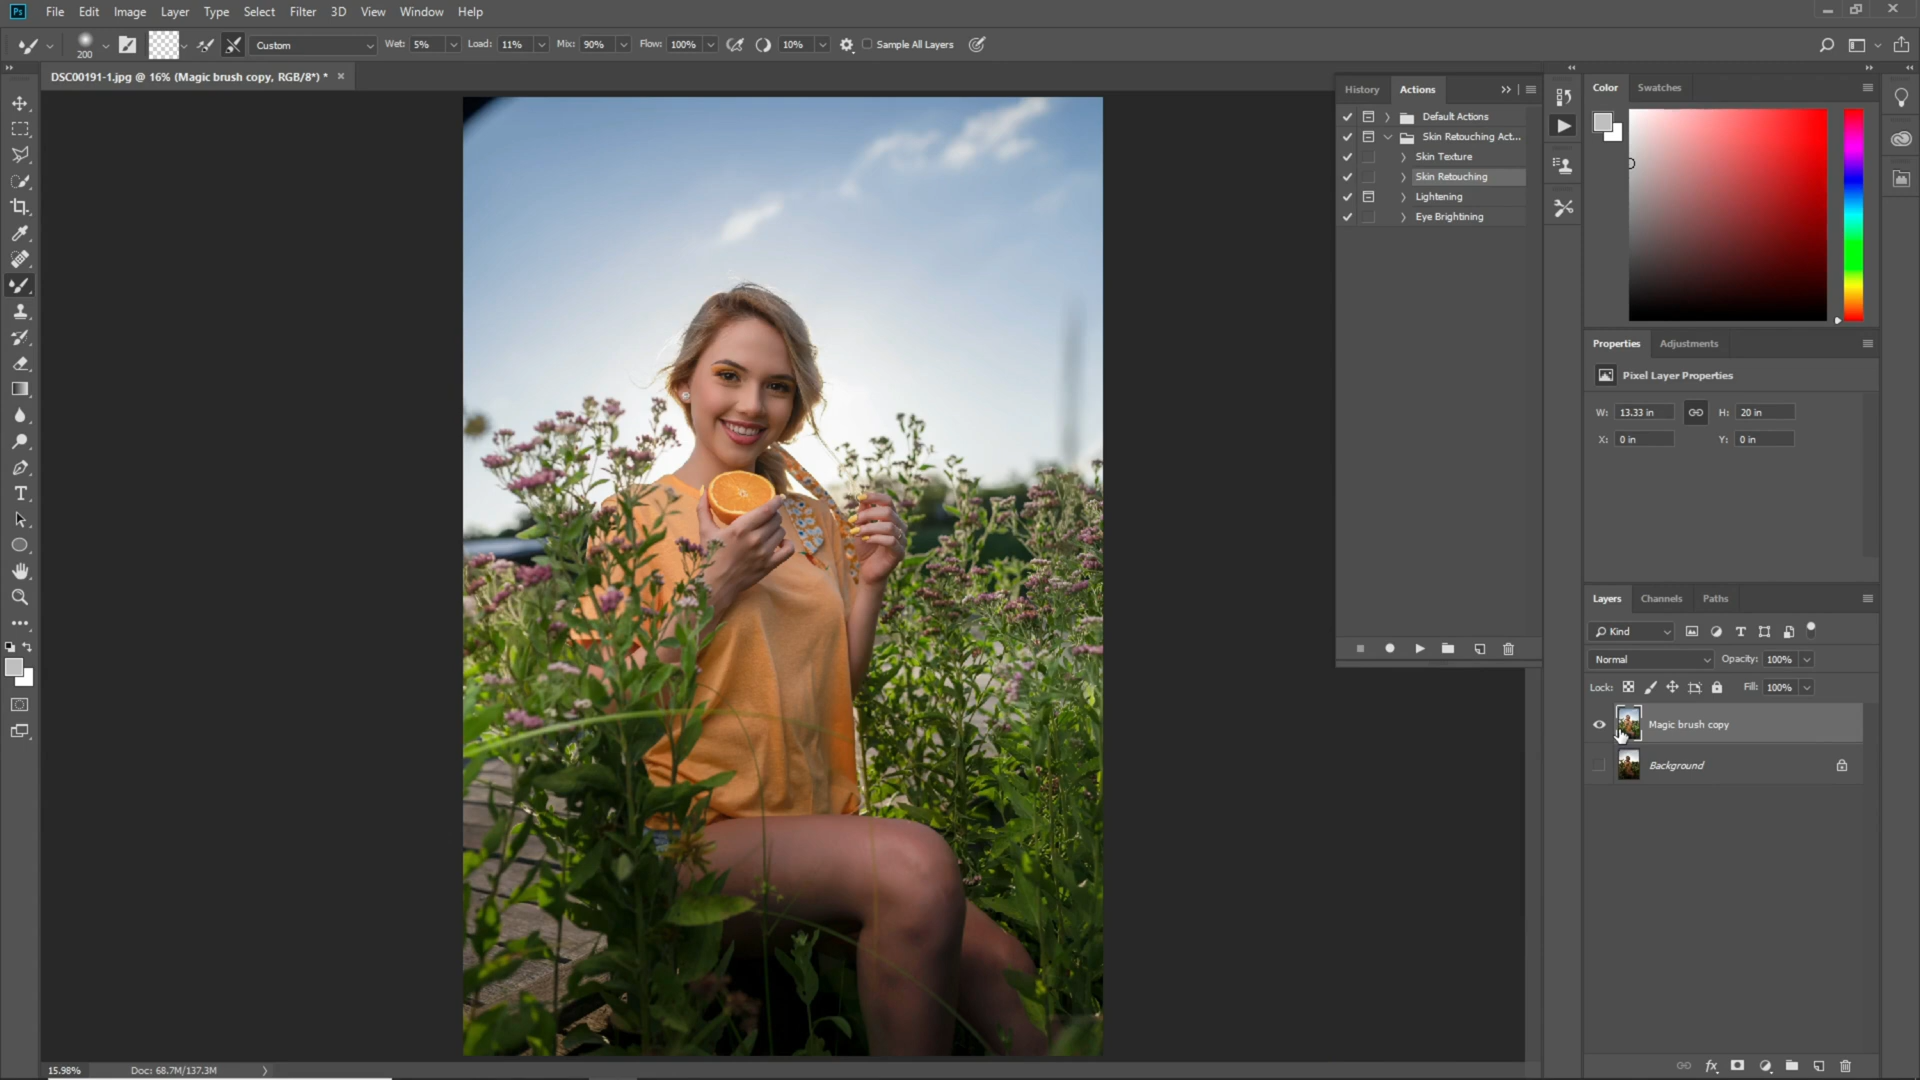 Ps File Edit Image Layer Type Select Filter 3D View Window Help
200 Custom Wet: 5% Load: 11% Mix: 90% Flow: 100% 10% Sample All Layers
DSC00191-1.jpg @ 16% (Magic brush copy, RGB/8*) *
History Actions
Default Actions
Skin Retouching Act...
Skin Texture
Skin Retouching
Lightening
Eye Brightining
Color Swatches
Properties Adjustments
Pixel Layer Properties
W: 13.33 in H: 20 in
X: 0 in Y: 0 in
Layers Channels Paths
Kind
Normal Opacity: 100%
Lock: Fill: 100%
Magic brush copy
Background
15.98% Doc: 68.7M/137.3M